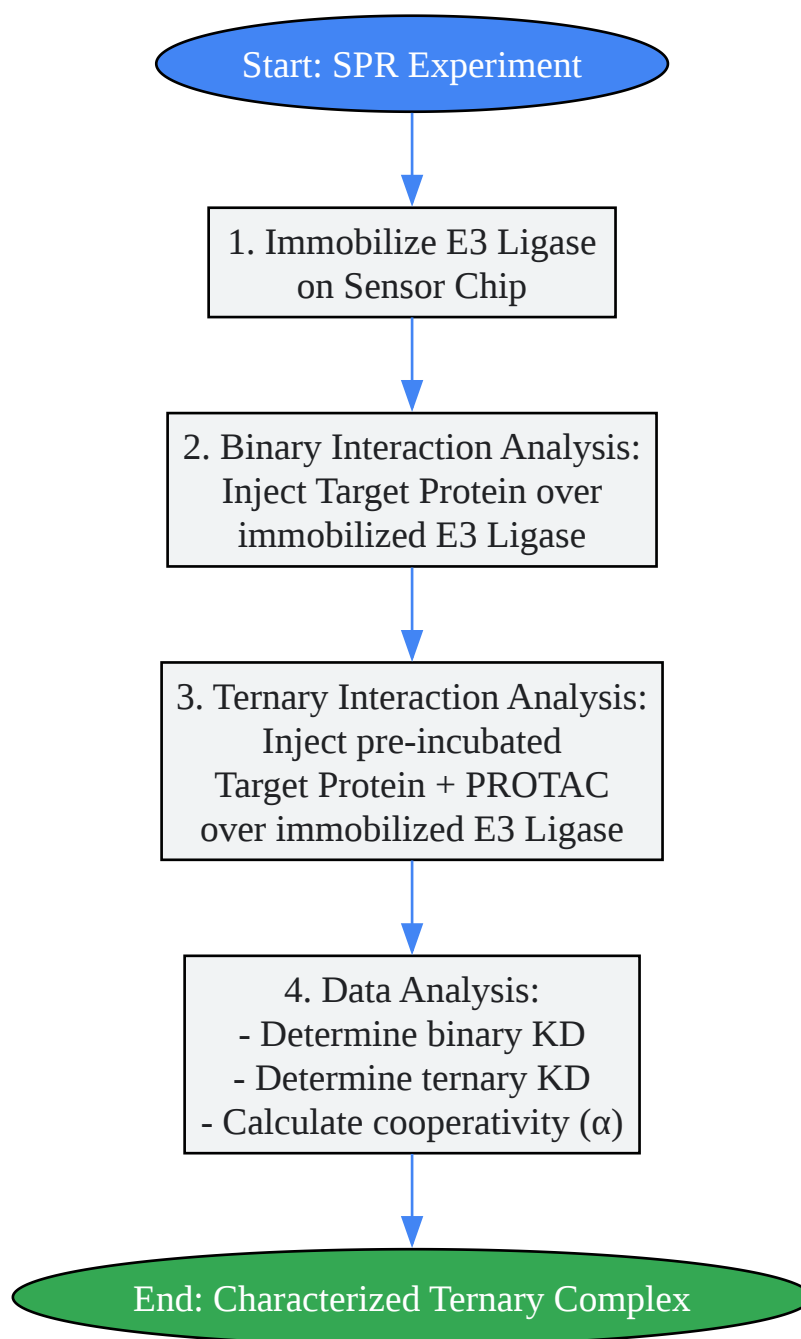 Start: SPR Experiment
1. Immobilize E3 Ligase
on Sensor Chip
2. Binary Interaction Analysis:
Inject Target Protein over
immobilized E3 Ligase
3. Ternary Interaction Analysis:
Inject pre-incubated
Target Protein + PROTAC
over immobilized E3 Ligase
4. Data Analysis:
- Determine binary KD
- Determine ternary KD
- Calculate cooperativity (α)
End: Characterized Ternary Complex